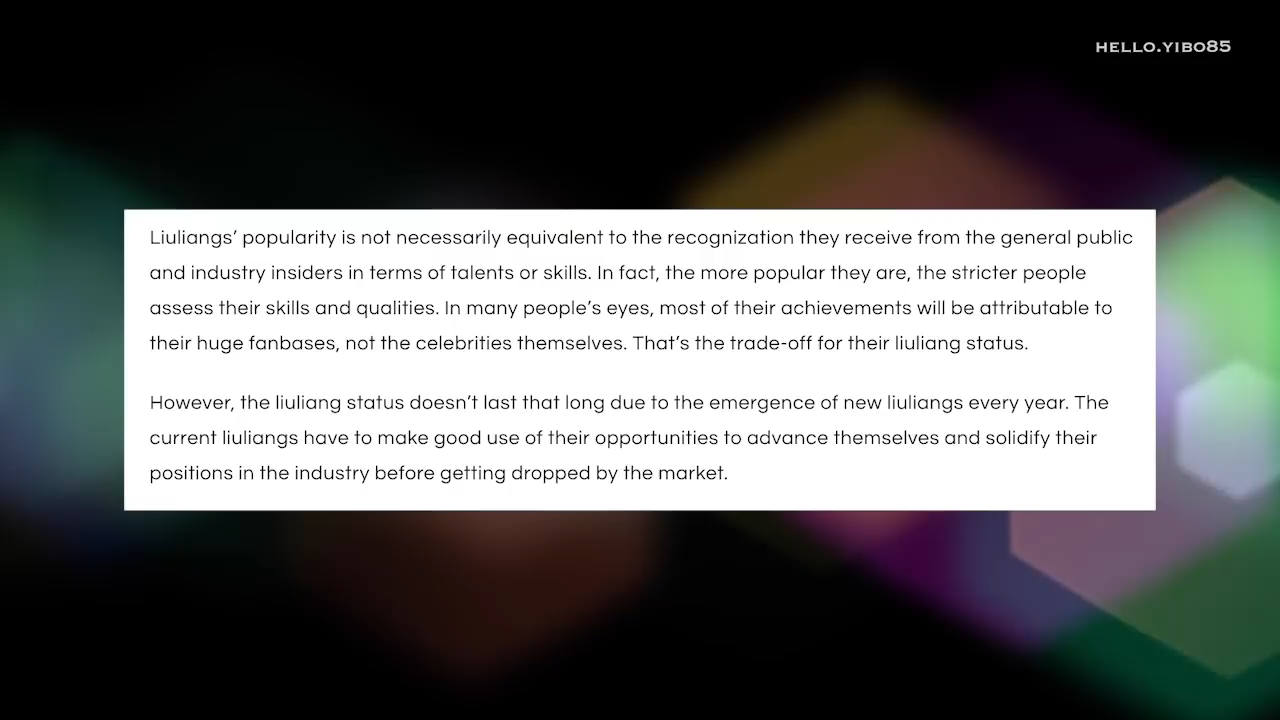 HELLO.YIBO85
Liuliangs’ popularity is not necessarily equivalent to the recognization they receive from the general public
and industry insiders in terms of talents or skills. In fact, the more popular they are, the stricter people
assess their skills and qualities. In many people’s eyes, most of their achievements will be attributable to
their huge fanbases, not the celebrities themselves. That’s the trade-off for their liuliang status.
However, the liuliang status doesn’t last that long due to the emergence of new liuliangs every year. The
current liuliangs have to make good use of their opportunities to advance themselves and solidify their
positions in the industry before getting dropped by the market.